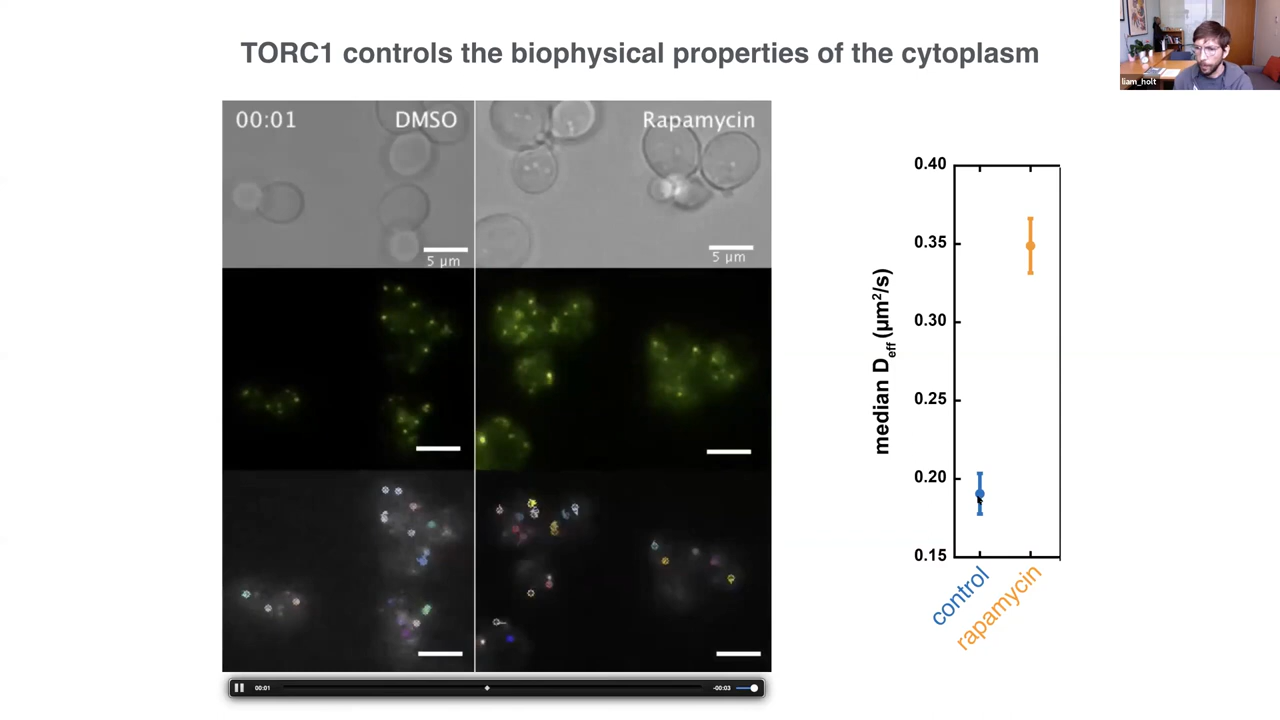 TORC1 controls the biophysical properties of the cytoplasm
liam_holt
00:01
DMSO
Rapamycin
5 µm
5 µm
00:01
-00:03
median Deff (µm²/s)
0.40
0.35
0.30
0.25
0.20
0.15
control
rapamycin